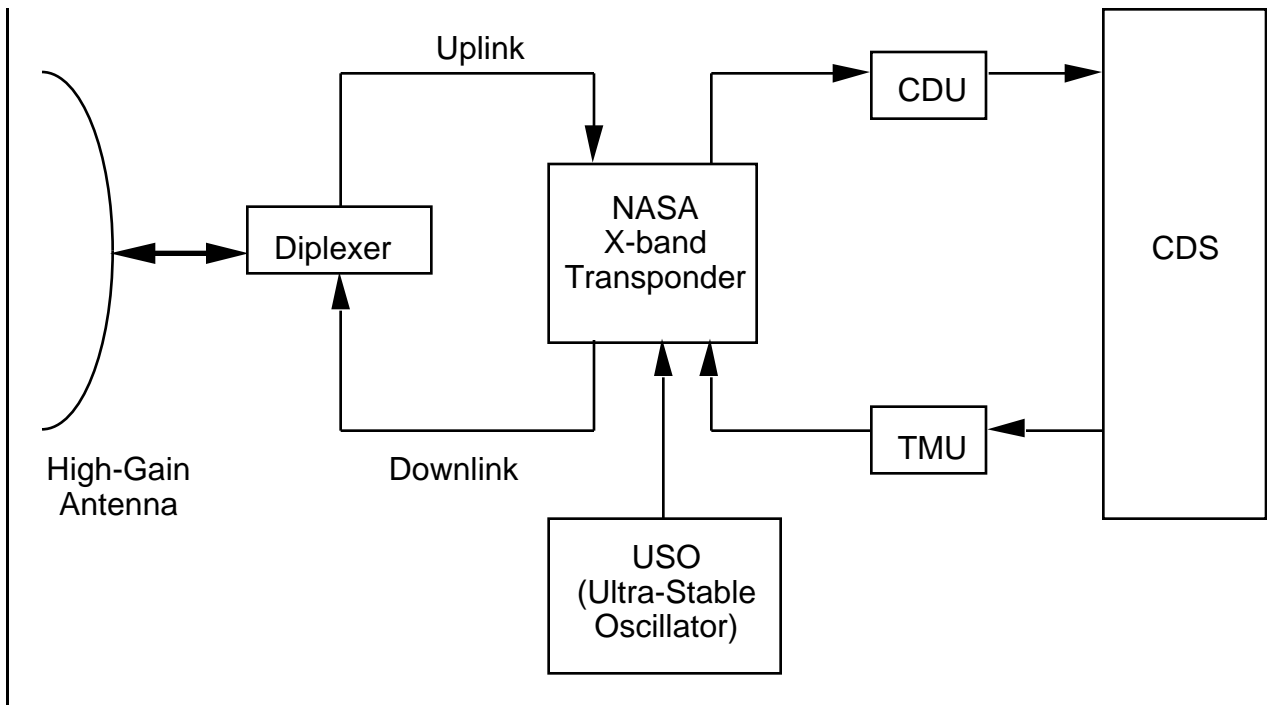 Uplink
CDU
NASA
X-band
Transponder
Diplexer
CDS
High-Gain
Antenna
Downlink
TMU
USO
(Ultra-Stable
Oscillator)